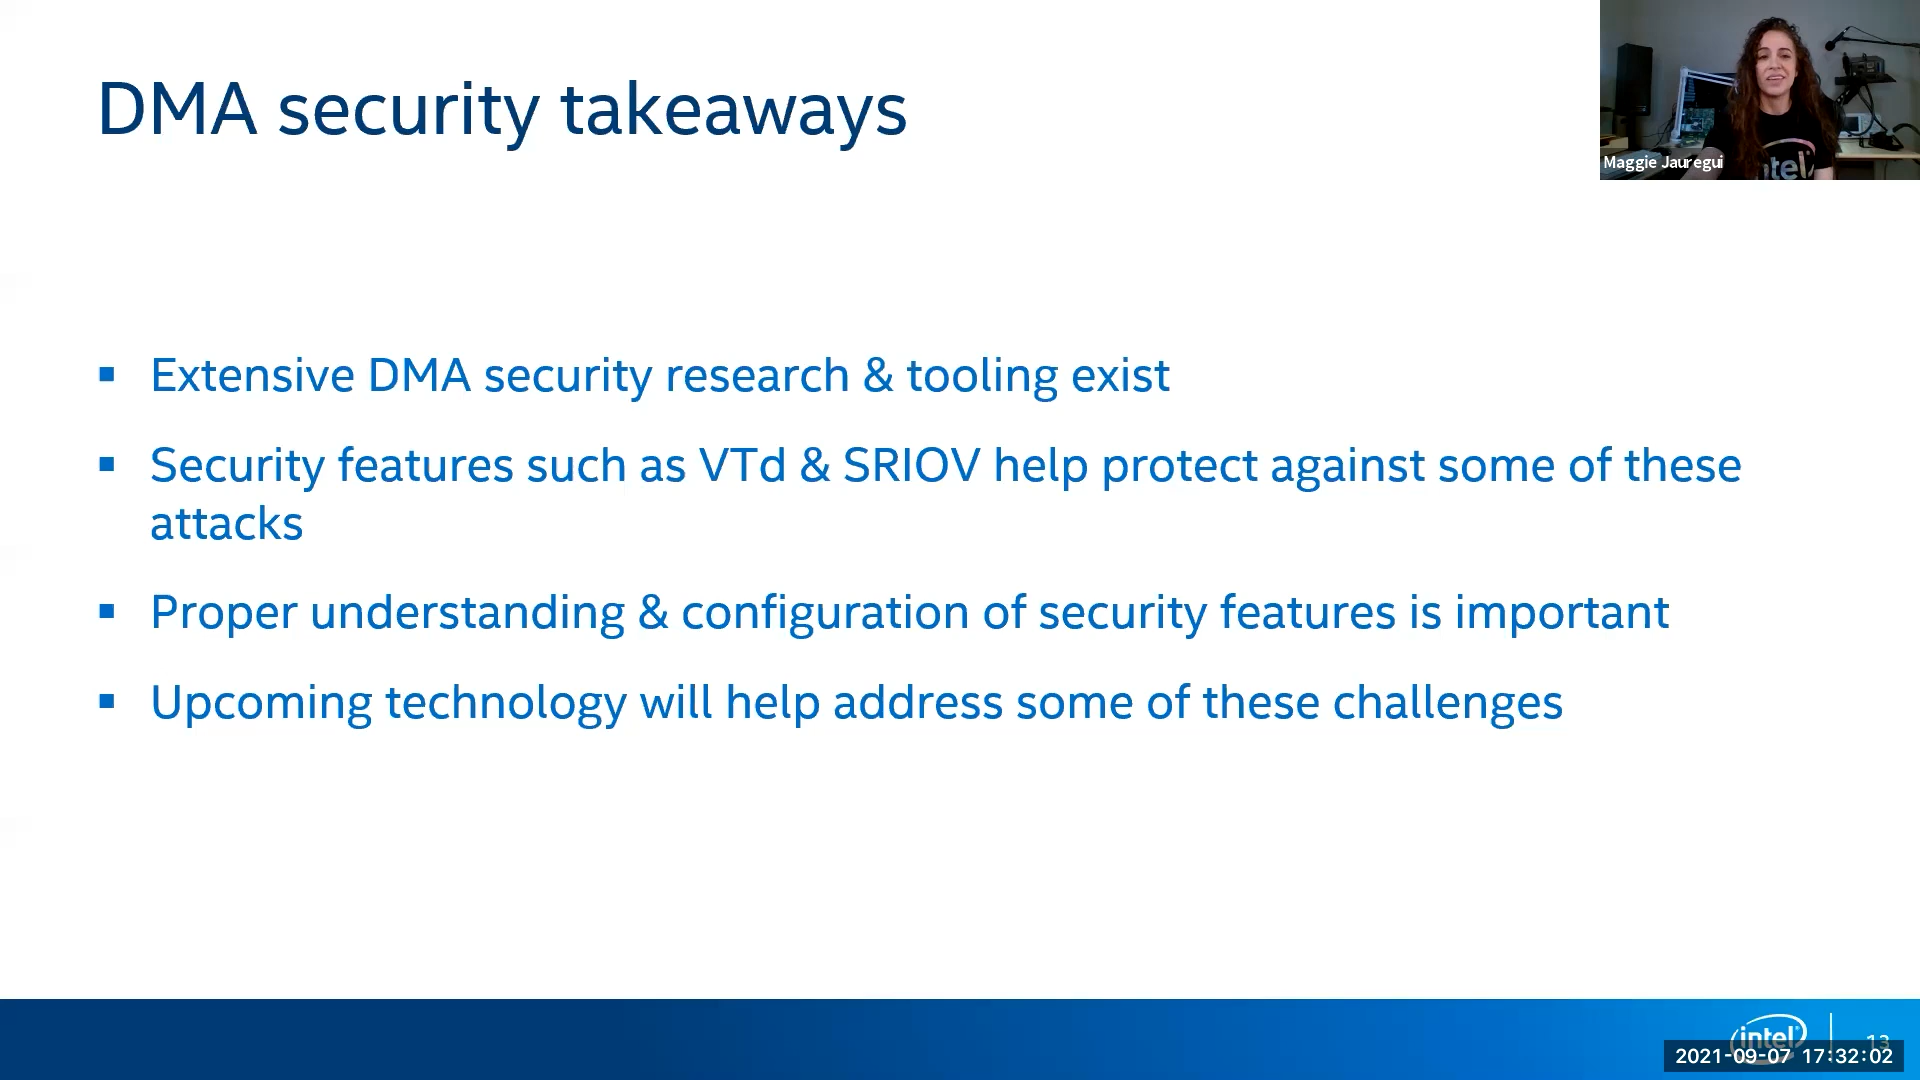 DMA security takeaways
Maggie Jauregui
intel
▪ Extensive DMA security research & tooling exist
▪ Security features such as VTd & SRIOV help protect against some of these
attacks
▪ Proper understanding & configuration of security features is important
▪ Upcoming technology will help address some of these challenges
intel
13
2021-09-07 17:32:02